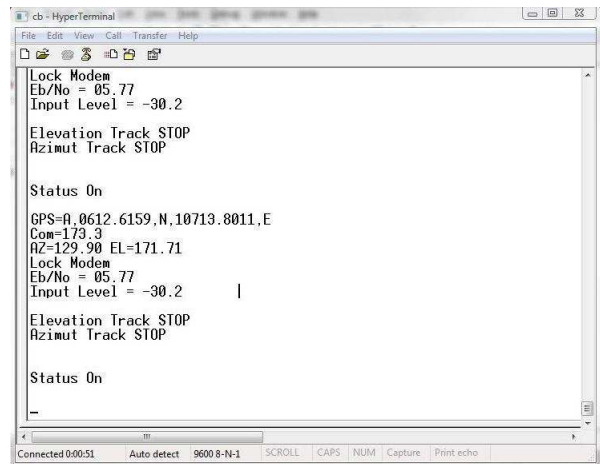 cb - HyperTerminal
File Edit View Call Transfer Help
Lock Modem
Eb/No = 05.77
Input Level = -30.2
Elevation Track STOP
Azimut Track STOP
Status On
GPS=A,0612.6159,N,10713.8011,E
Com=173.3
AZ=129.90 EL=171.71
Lock Modem
Eb/No = 05.77
Input Level = -30.2
Elevation Track STOP
Azimut Track STOP
Status On
_
Connected 0:00:51 Auto detect 9600 8-N-1 SCROLL CAPS NUM Capture Print echo